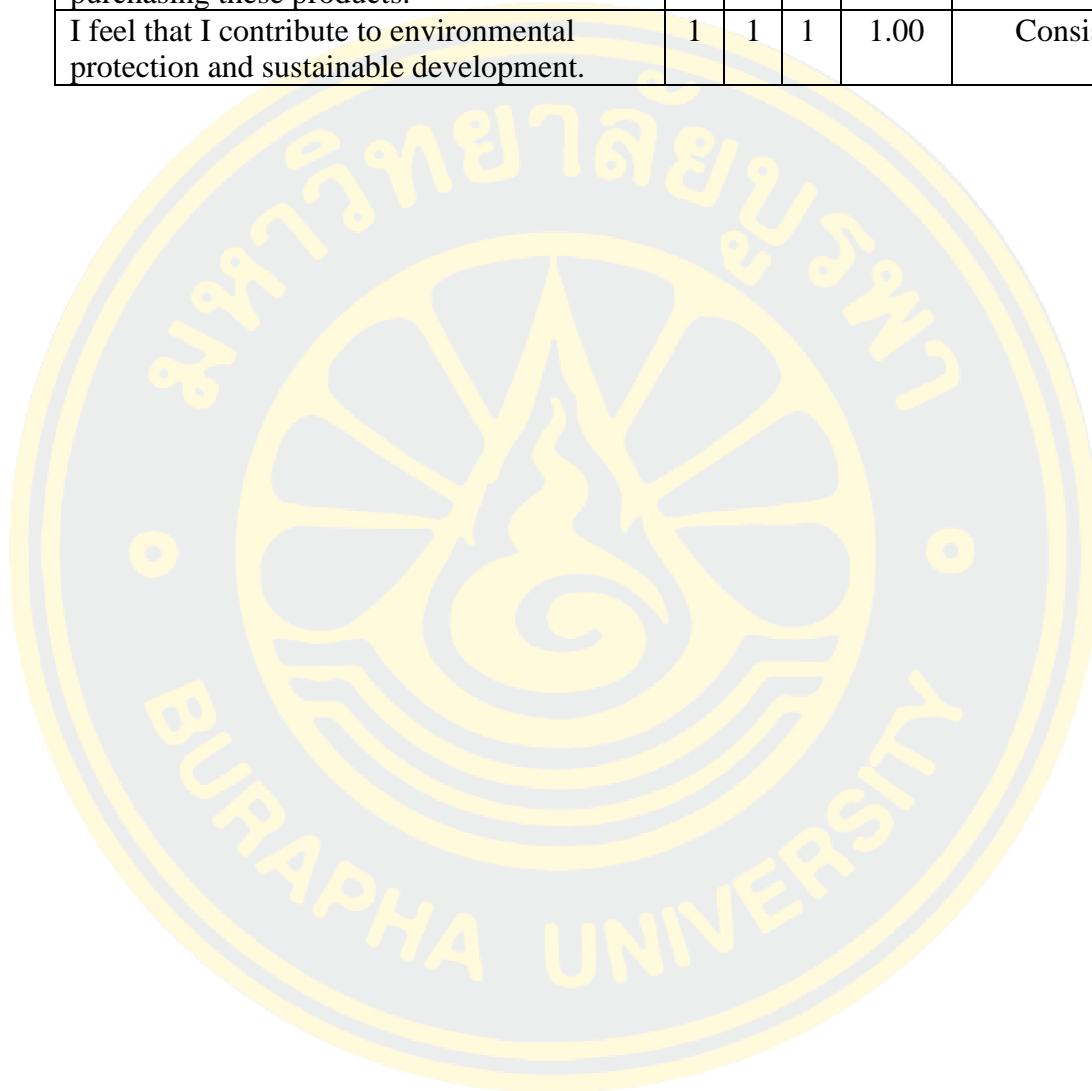 purchasing these products.
I feel that I contribute to environmental 1 1 1 1.00
protection and sustainable development.
มหาวิทยาลัยบูรพา
BURAPHA UNIVERSITY